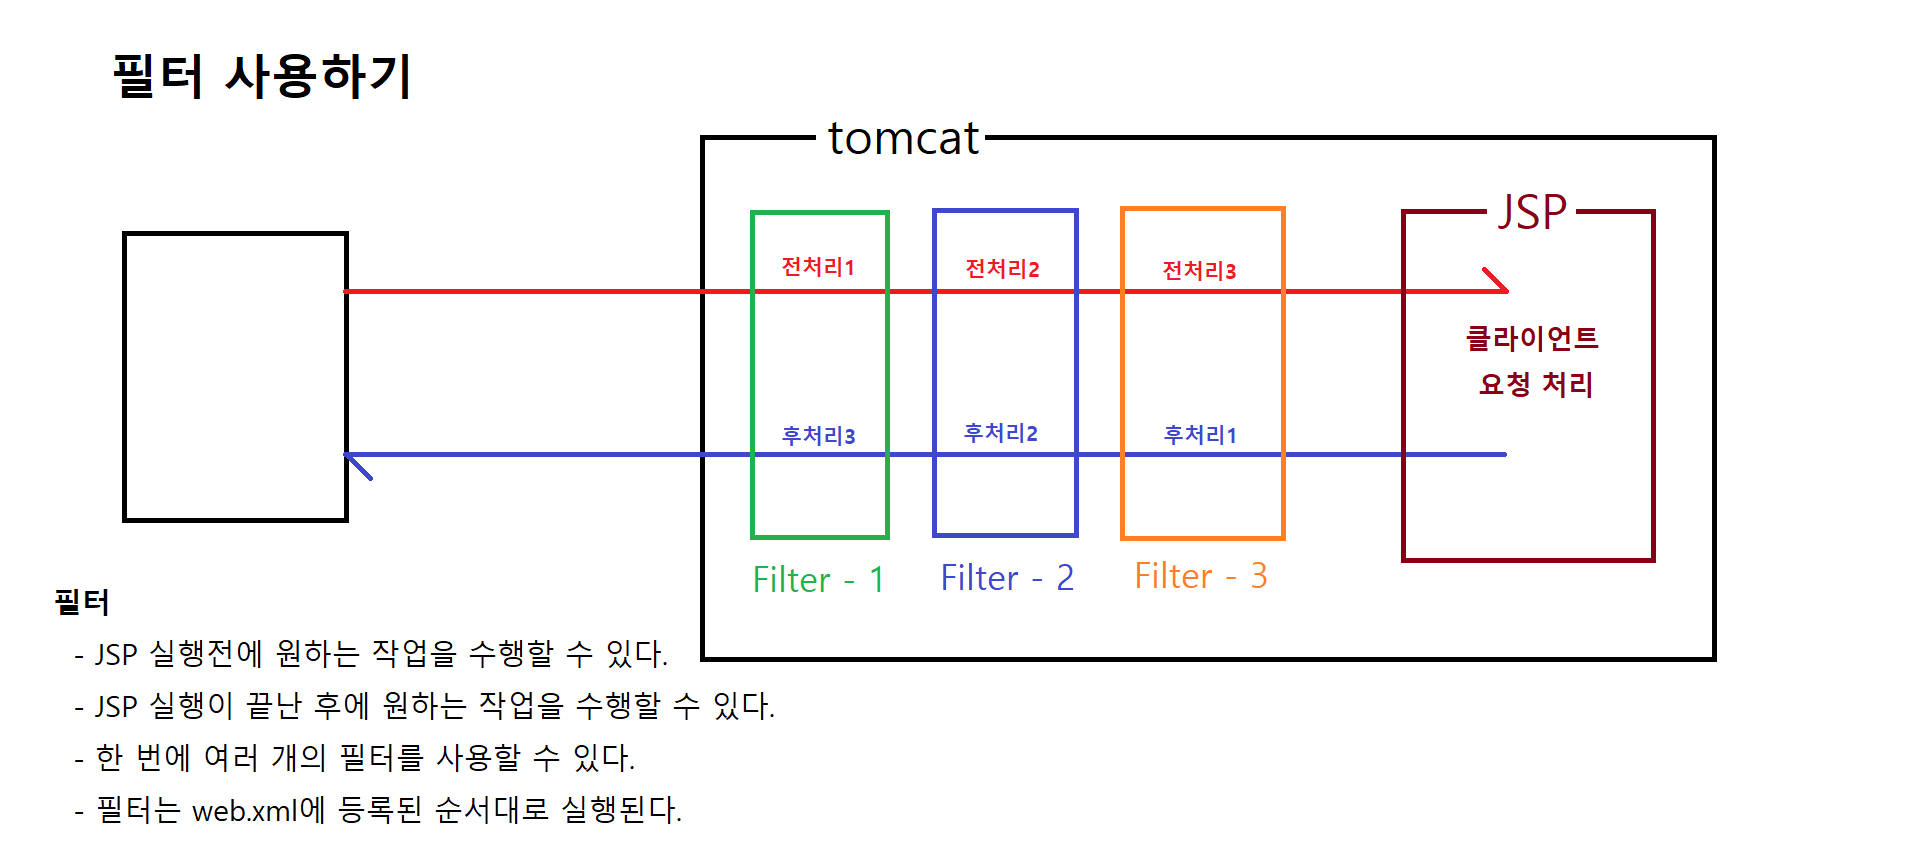 필터 사용하기
tomcat
JSP
전처리1
전처리2
전처리3
클라이언트
요청 처리
후처리3
후처리2
후처리1
Filter - 1
Filter - 2
Filter - 3
필터
- JSP 실행전에 원하는 작업을 수행할 수 있다.
- JSP 실행이 끝난 후에 원하는 작업을 수행할 수 있다.
- 한 번에 여러 개의 필터를 사용할 수 있다.
- 필터는 web.xml에 등록된 순서대로 실행된다.